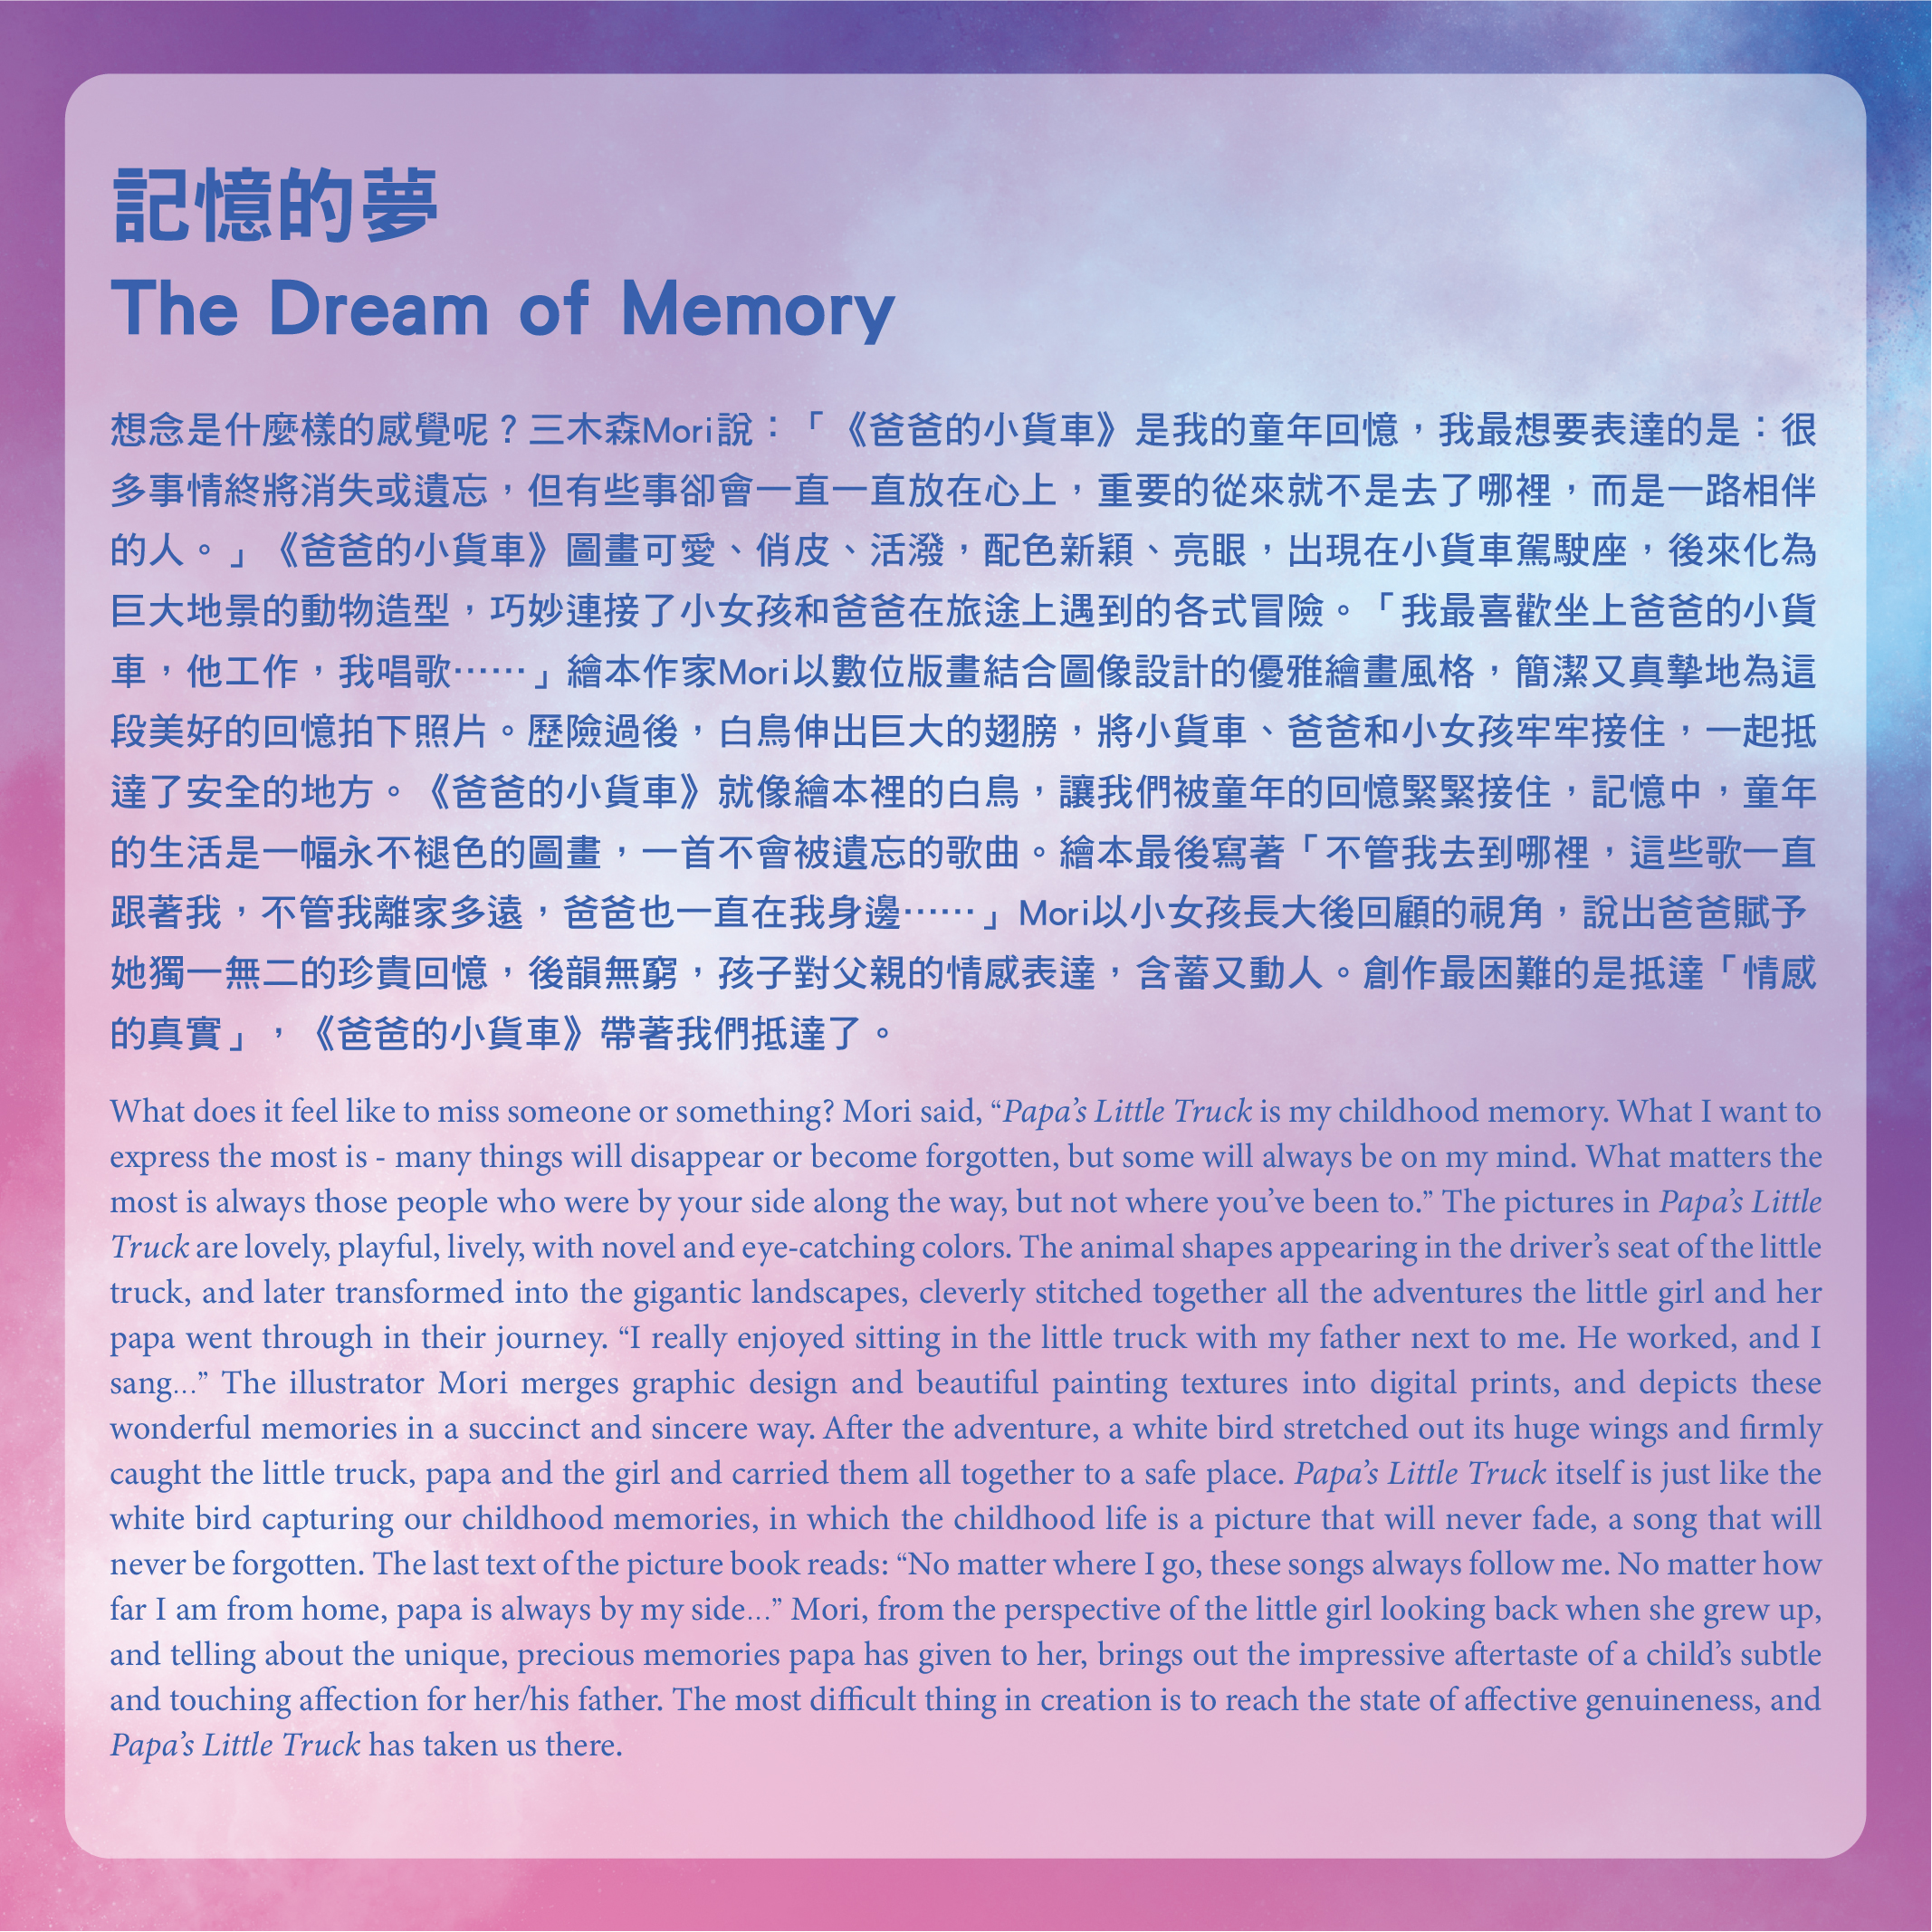 記憶的夢
The Dream of Memory
想念是什麼樣的感覺呢？三木森Mori說：「《爸爸的小貨車》是我的童年回憶，我最想要表達的是：很
多事情終將消失或遺忘，但有些事卻會一直一直放在心上，重要的從來就不是去了哪裡，而是一路相伴
的人。」《爸爸的小貨車》圖畫可愛、俏皮、活潑，配色新穎、亮眼，出現在小貨車駕駛座，後來化為
巨大地景的動物造型，巧妙連接了小女孩和爸爸在旅途上遇到的各式冒險。「我最喜歡坐上爸爸的小貨
車，他工作，我唱歌……」繪本作家Mori以數位版畫結合圖像設計的優雅繪畫風格，簡潔又真摯地為這
段美好的回憶拍下照片。歷險過後，白鳥伸出巨大的翅膀，將小貨車、爸爸和小女孩牢牢接住，一起抵
達了安全的地方。《爸爸的小貨車》就像繪本裡的白鳥，讓我們被童年的回憶緊緊接住，記憶中，童年
的生活是一幅永不褪色的圖畫，一首不會被遺忘的歌曲。繪本最後寫著「不管我去到哪裡，這些歌一直
跟著我，不管我離家多遠，爸爸也一直在我身邊……」Mori以小女孩長大後回顧的視角，說出爸爸賦予
她獨一無二的珍貴回憶，後韻無窮，孩子對父親的情感表達，含蓄又動人。創作最困難的是抵達「情感
的真實」，《爸爸的小貨車》帶著我們抵達了。
What does it feel like to miss someone or something? Mori said, “Papa’s Little Truck is my childhood memory. What I want to
express the most is - many things will disappear or become forgotten, but some will always be on my mind. What matters the
most is always those people who were by your side along the way, but not where you’ve been to.” The pictures in Papa’s Little
Truck are lovely, playful, lively, with novel and eye-catching colors. The animal shapes appearing in the driver’s seat of the little
truck, and later transformed into the gigantic landscapes, cleverly stitched together all the adventures the little girl and her
papa went through in their journey. “I really enjoyed sitting in the little truck with my father next to me. He worked, and I
sang...” The illustrator Mori merges graphic design and beautiful painting textures into digital prints, and depicts these
wonderful memories in a succinct and sincere way. After the adventure, a white bird stretched out its huge wings and firmly
caught the little truck, papa and the girl and carried them all together to a safe place. Papa’s Little Truck itself is just like the
white bird capturing our childhood memories, in which the childhood life is a picture that will never fade, a song that will
never be forgotten. The last text of the picture book reads: “No matter where I go, these songs always follow me. No matter how
far I am from home, papa is always by my side...” Mori, from the perspective of the little girl looking back when she grew up,
and telling about the unique, precious memories papa has given to her, brings out the impressive aftertaste of a child’s subtle
and touching affection for her/his father. The most difficult thing in creation is to reach the state of affective genuineness, and
Papa’s Little Truck has taken us there.